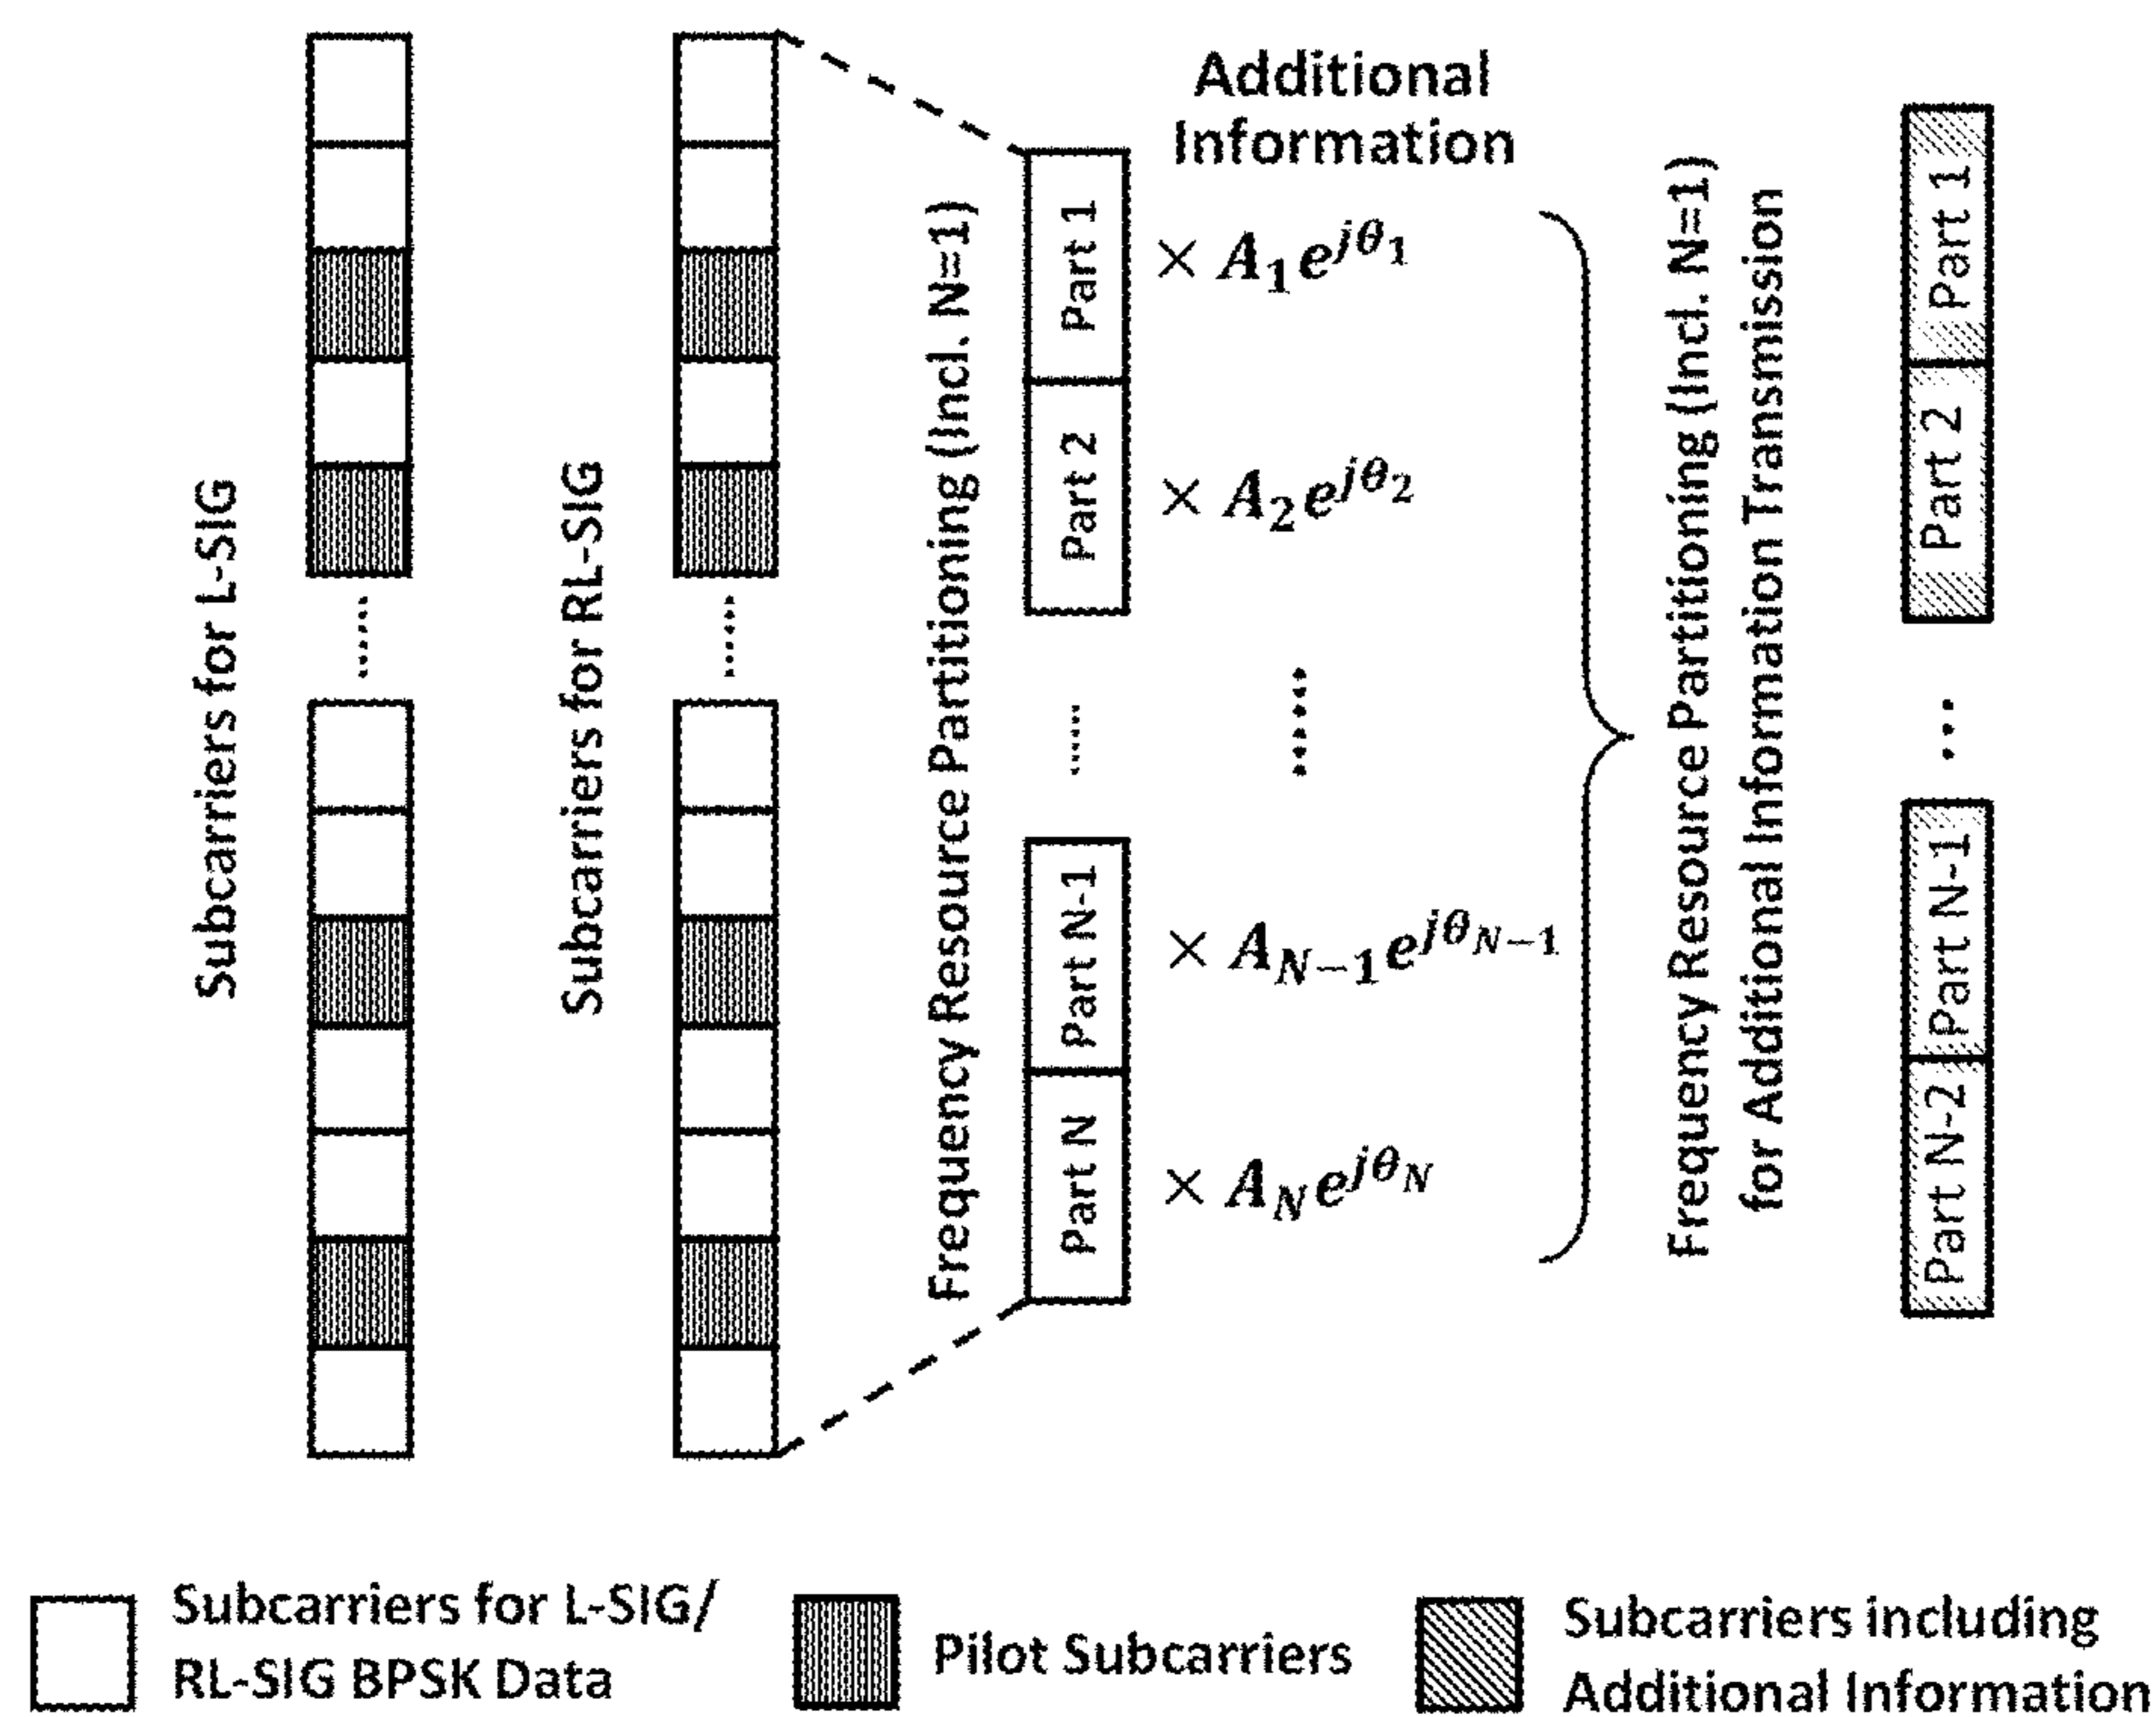 Subcarriers for L-SIG
Subcarriers for RL-SIG
Frequency Resource Partitioning (Incl. N=1)
Part 1
Part 2
Part N-1
Part N
Additional
Information
× A₁e^{jθ₁}
× A₂e^{jθ₂}
× A_{N−1}e^{jθ_{N−1}}
× A_N e^{jθ_N}
Frequency Resource Partitioning (Incl. N=1)
for Additional Information Transmission
Part 1
Part 2
Part N-1
Part N-2
Subcarriers for L-SIG/
RL-SIG BPSK Data
Pilot Subcarriers
Subcarriers including
Additional Information